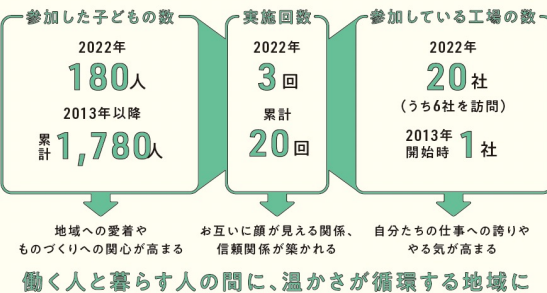 参加した子どもの数
2022年
180人
2013年以降
累計1,780人
地域への愛着や
ものづくりへの関心が高まる
実施回数
2022年
3回
累計
20回
お互いに顔が見える関係、
信頼関係が築かれる
参加している工場の数
2022年
20社
(うち6社を訪問)
2013年
開始時 1社
自分たちの仕事への誇りや
やる気が高まる
働く人と暮らす人の間に、温かさが循環する地域に